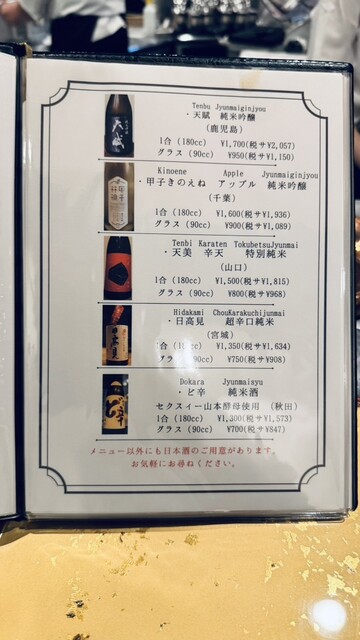 Tenbu Jyunmaiginjyou
・天賦 純米吟醸
(鹿児島)
1合 (180cc) ¥1,700(税サ¥2,057)
グラス (90cc) ¥950(税サ¥1,150)
Kinoene Apple Jyunmaiginjyou
・甲子きのえね アップル 純米吟醸
(千葉)
1合 (180cc) ¥1,600(税サ¥1,936)
グラス (90cc) ¥900(税サ¥1,089)
Tenbi Karaten TokubetsuJyunmai
・天美 辛天 特別純米
(山口)
1合 (180cc) ¥1,500(税サ¥1,815)
グラス (90cc) ¥800(税サ¥968)
Hidakami ChouKarakuchijunmai
・日高見 超辛口純米
(宮城)
1合 (180cc) ¥1,350(税サ¥1,634)
グラス (90cc) ¥750(税サ¥908)
Dokara Jyunmaisyu
・ど辛 純米酒
セクスィー山本酵母使用 (秋田)
1合 (180cc) ¥1,300(税サ¥1,573)
グラス (90cc) ¥700(税サ¥847)
メニュー以外にも日本酒のご用意があります。
お気軽にお尋ねください。